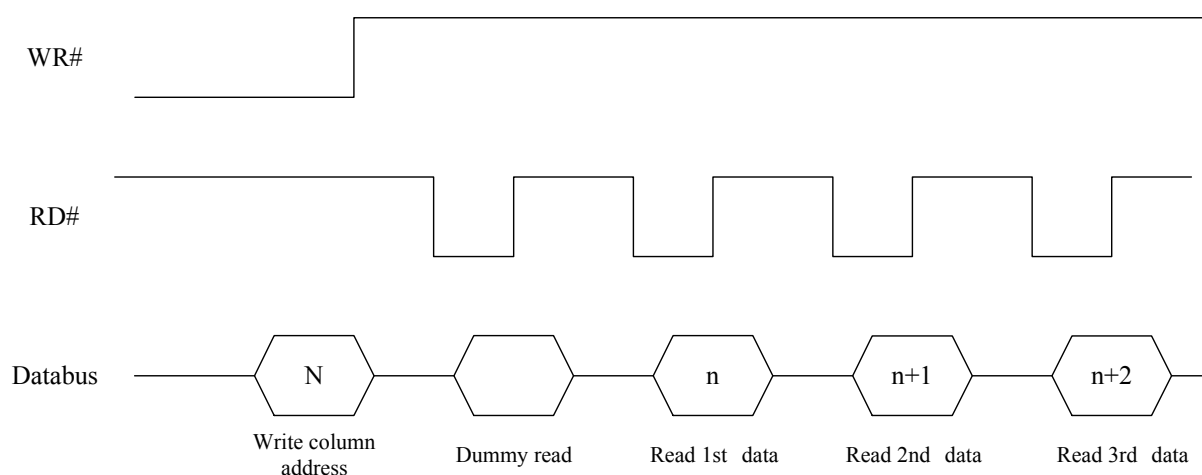 WR#
RD#
Databus
N
n
n+1
n+2
Write column
address
Dummy read
Read 1st data
Read 2nd data
Read 3rd data